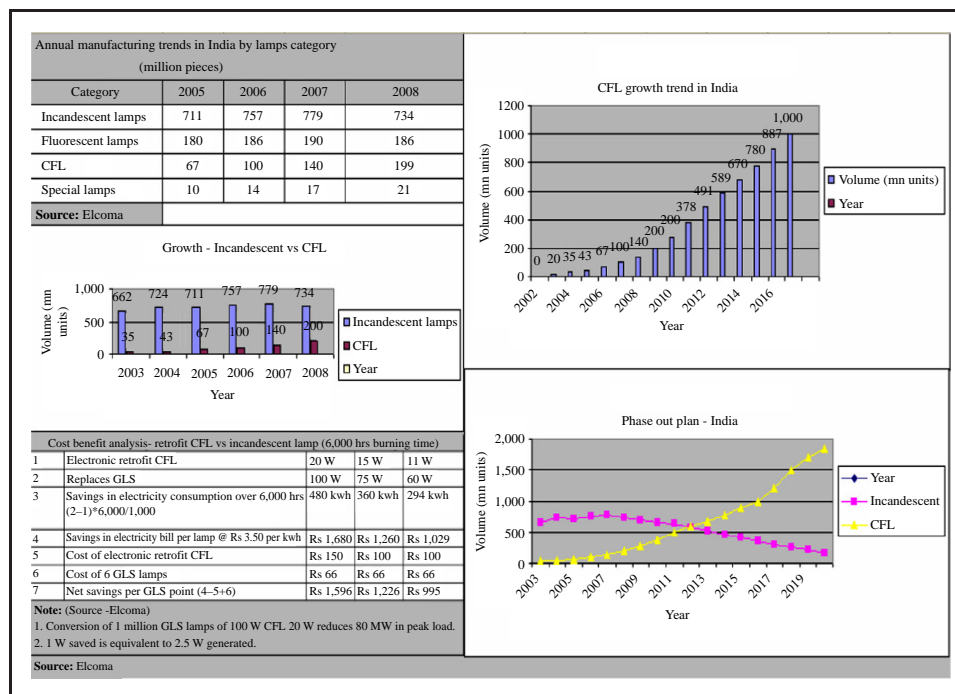 Annual manufacturing trends in India by lamps category
(million pieces)
Category 2005 2006 2007 2008
Incandescent lamps 711 757 779 734
Fluorescent lamps 180 186 190 186
CFL 67 100 140 199
Special lamps 10 14 17 21
Source: Elcoma
Growth - Incandescent vs CFL
Volume (mn units)
1,000
500
0
662 724 711 757 779 734
35 43 67 100 140 200
2003 2004 2005 2006 2007 2008
Year
Incandescent lamps
CFL
Year
Cost benefit analysis- retrofit CFL vs incandescent lamp (6,000 hrs burning time)
1 Electronic retrofit CFL 20 W 15 W 11 W
2 Replaces GLS 100 W 75 W 60 W
3 Savings in electricity consumption over 6,000 hrs 480 kwh 360 kwh 294 kwh
(2–1)*6,000/1,000
4 Savings in electricity bill per lamp @ Rs 3.50 per kwh Rs 1,680 Rs 1,260 Rs 1,029
5 Cost of electronic retrofit CFL Rs 150 Rs 100 Rs 100
6 Cost of 6 GLS lamps Rs 66 Rs 66 Rs 66
7 Net savings per GLS point (4–5+6) Rs 1,596 Rs 1,226 Rs 995
Note: (Source -Elcoma)
1. Conversion of 1 million GLS lamps of 100 W CFL 20 W reduces 80 MW in peak load.
2. 1 W saved is equivalent to 2.5 W generated.
Source: Elcoma
CFL growth trend in India
Volume (mn units)
1200
1000
800
600
400
200
0
0 20 35 43 67 100 140 200 200 378 491 589 670 780 887 1,000
2002 2004 2006 2008 2010 2012 2014 2016
Year
Volume (mn units)
Year
Phase out plan - India
Volume (mn units)
2,000
1,500
1,000
500
0
2003 2005 2007 2009 2011 2013 2015 2017 2019
Year
Year
Incandescent
CFL